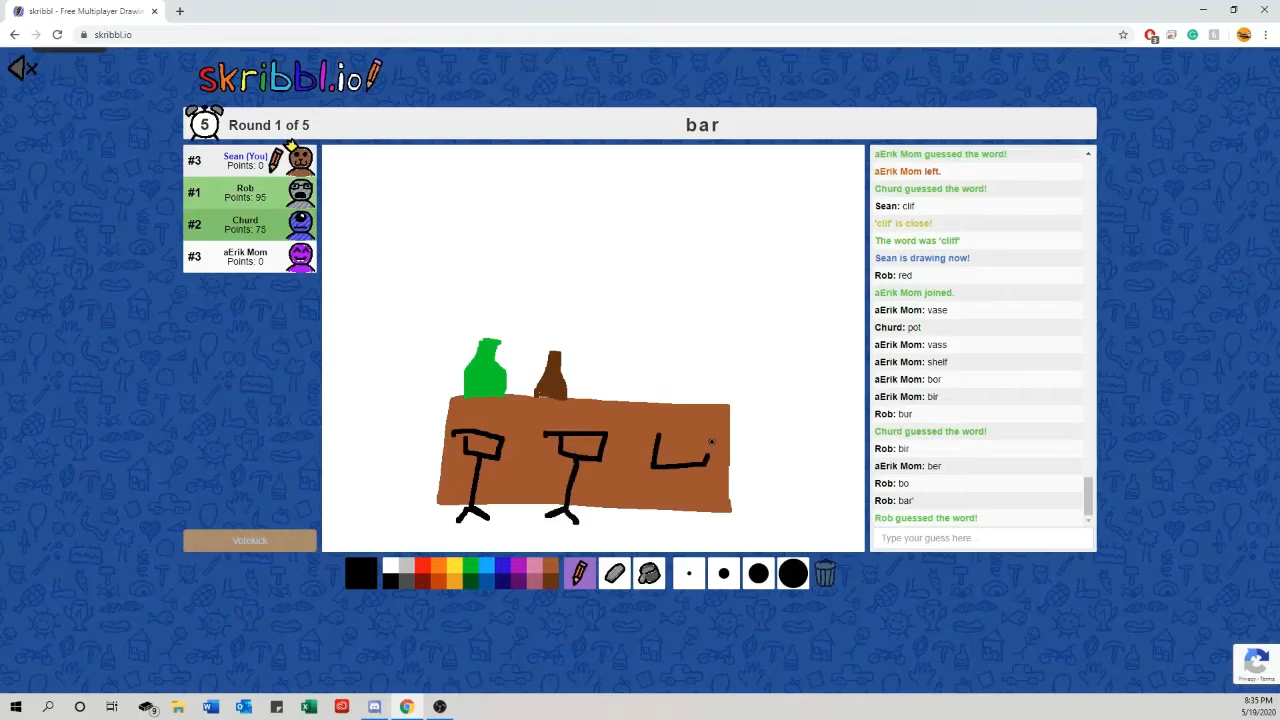 skribbl - Free Multiplayer Drawin
skribbl.io
3
skribbl.io
5
Round 1 of 5
bar
#3
Sean (You)
Points: 0
#1
Rob
Points: 95
#2
Churd
Points: 75
#3
aErik Mom
Points: 0
Votekick
aErik Mom guessed the word!
aErik Mom left.
Churd guessed the word!
Sean: clif
'clif' is close!
The word was 'cliff'
Sean is drawing now!
Rob: red
aErik Mom joined.
aErik Mom: vase
Churd: pot
aErik Mom: vass
aErik Mom: shelf
aErik Mom: bor
aErik Mom: bir
Rob: bur
Churd guessed the word!
Rob: bir
aErik Mom: ber
Rob: bo
Rob: bar'
Rob guessed the word!
Type your guess here...
Privacy - Terms
9
8:35 PM
5/19/2020